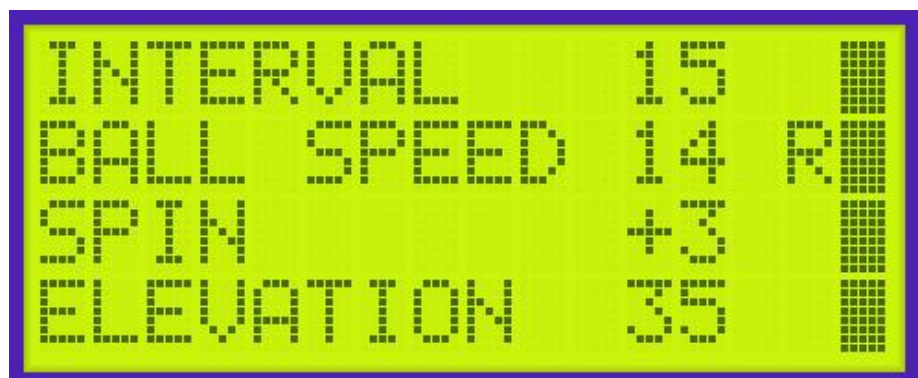 INTERVAL 15
BALL SPEED 14 R
SPIN +3
ELEVATION 35